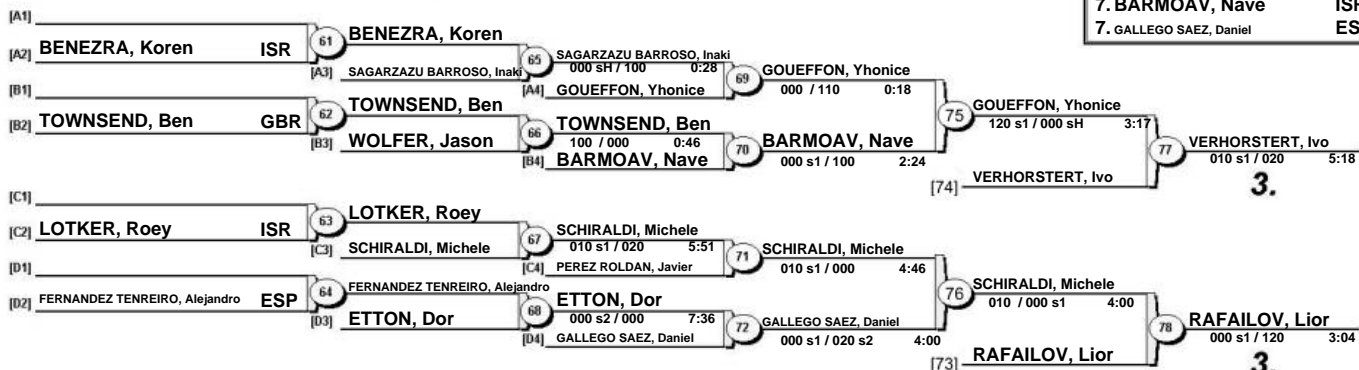 7. BARMOAV, Nave ISR
7. GALLEGO SAEZ, Daniel ESP
[A1]
[A2] BENEZRA, Koren ISR
61
BENEZRA, Koren
[A3] SAGARZAZU BARROSO, Inaki
65
SAGARZAZU BARROSO, Inaki
000 sH / 100 0:28
[A4] GOUEFFON, Yhonice
69
GOUEFFON, Yhonice
000 / 110 0:18
[B1]
[B2] TOWNSEND, Ben GBR
62
TOWNSEND, Ben
[B3] WOLFER, Jason
66
TOWNSEND, Ben
100 / 000 0:46
[B4] BARMOAV, Nave
70
BARMOAV, Nave
000 s1 / 100 2:24
75
GOUEFFON, Yhonice
120 s1 / 000 sH 3:17
[74] VERHORSTERT, Ivo
77
VERHORSTERT, Ivo
010 s1 / 020 5:18
3.
[C1]
[C2] LOTKER, Roey ISR
63
LOTKER, Roey
[C3] SCHIRALDI, Michele
67
SCHIRALDI, Michele
010 s1 / 020 5:51
[C4] PEREZ ROLDAN, Javier
71
SCHIRALDI, Michele
010 s1 / 000 4:46
[D1]
[D2] FERNANDEZ TENREIRO, Alejandro ESP
64
FERNANDEZ TENREIRO, Alejandro
[D3] ETTON, Dor
68
ETTON, Dor
000 s2 / 000 7:36
[D4] GALLEGO SAEZ, Daniel
72
GALLEGO SAEZ, Daniel
000 s1 / 020 s2 4:00
76
SCHIRALDI, Michele
010 / 000 s1 4:00
[73] RAFAILOV, Lior
78
RAFAILOV, Lior
000 s1 / 120 3:04
3.